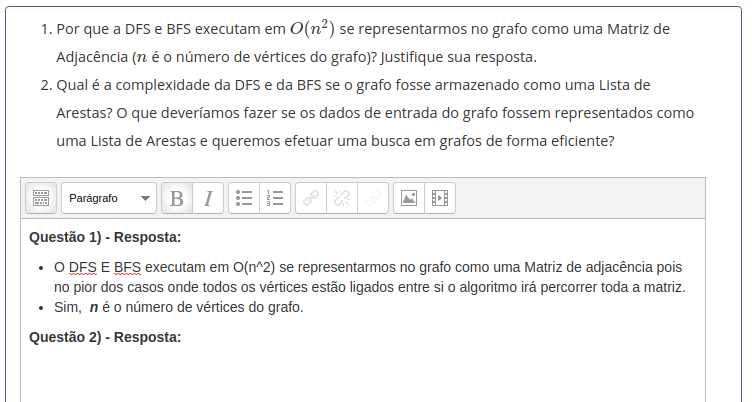 1. Por que a DFS e BFS executam em O(n²) se representarmos no grafo como uma Matriz de
Adjacência (n é o número de vértices do grafo)? Justifique sua resposta.
2. Qual é a complexidade da DFS e da BFS se o grafo fosse armazenado como uma Lista de
Arestas? O que deveríamos fazer se os dados de entrada do grafo fossem representados como
uma Lista de Arestas e queremos efetuar uma busca em grafos de forma eficiente?
Parágrafo B I
Questão 1) - Resposta:
• O DFS E BFS executam em O(n^2) se representarmos no grafo como uma Matriz de adjacência pois
no pior dos casos onde todos os vértices estão ligados entre si o algoritmo irá percorrer toda a matriz.
• Sim, n é o número de vértices do grafo.
Questão 2) - Resposta: